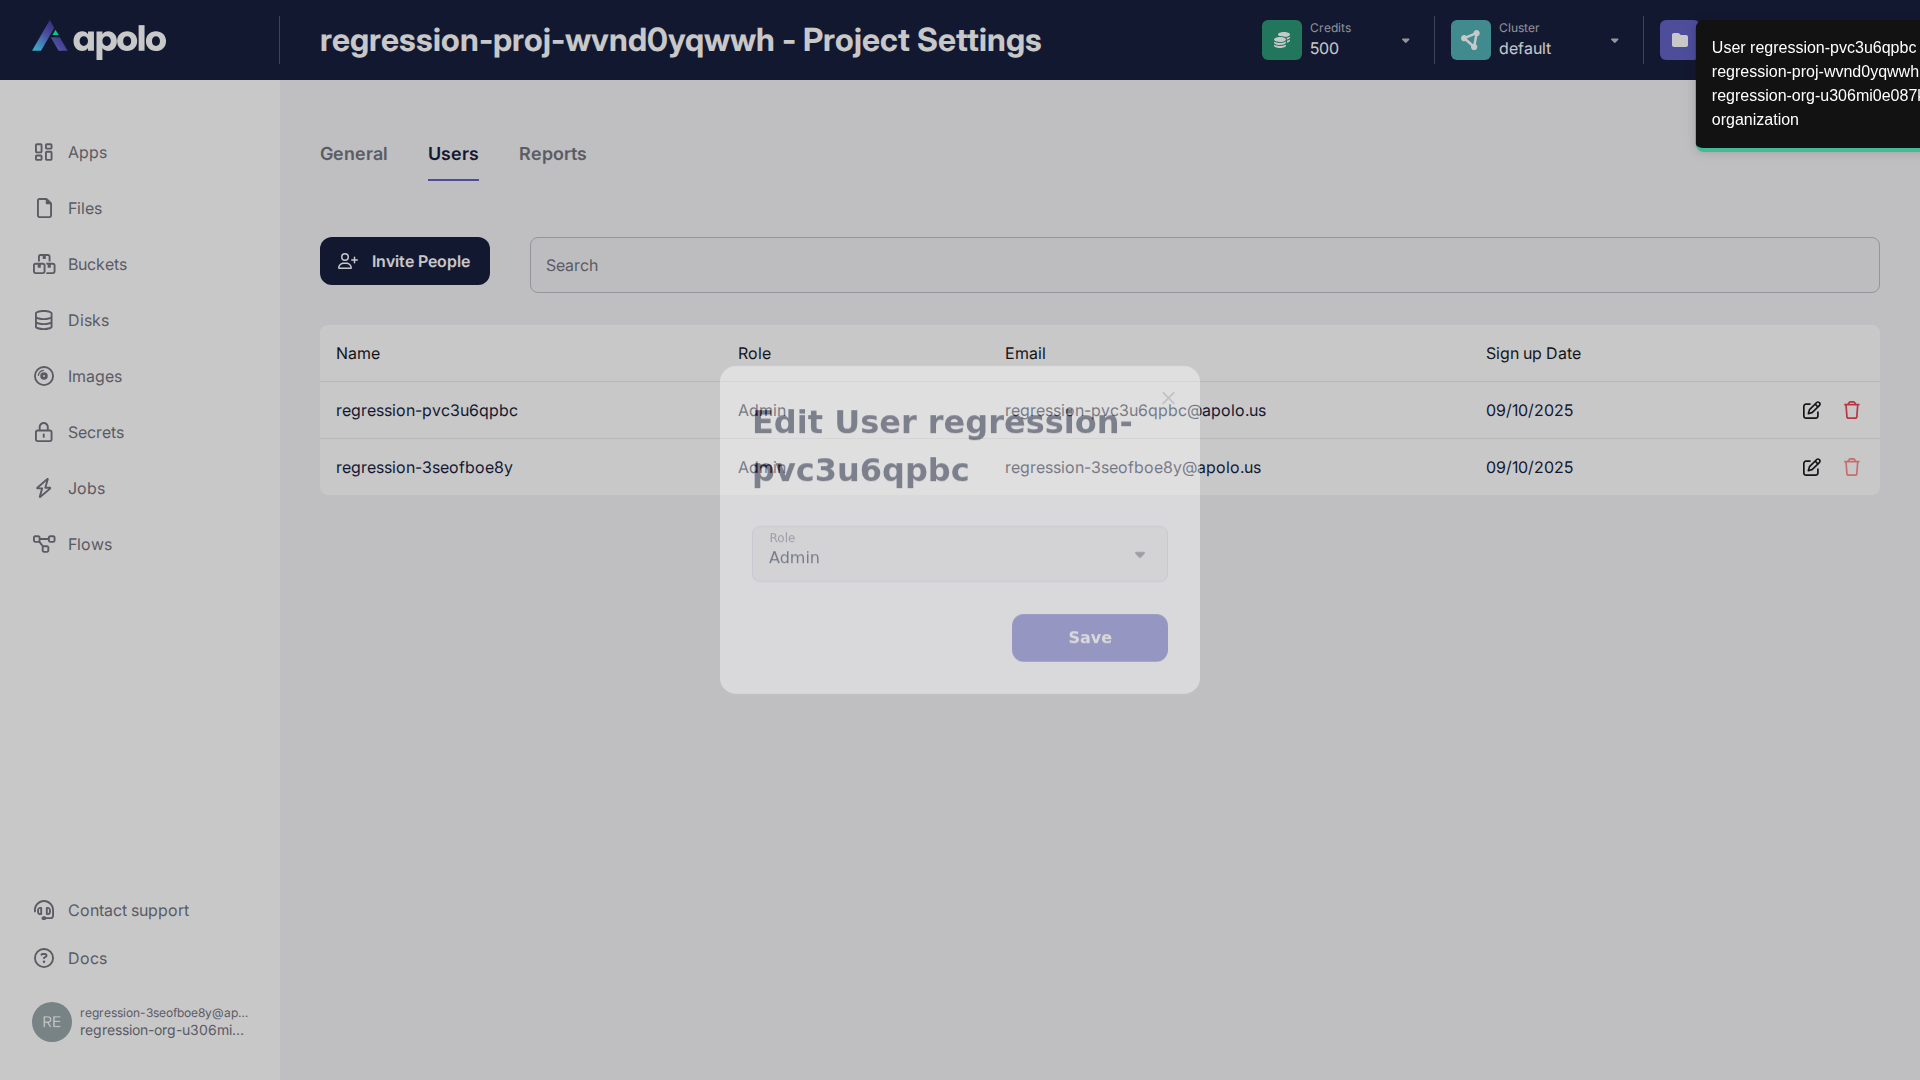 apolo
regression-proj-wvnd0yqwwh - Project Settings
Credits
500
Cluster
default
User regression-pvc3u6qpbc
regression-proj-wvnd0yqwwh
regression-org-u306mi0e087
organization
Apps
Files
Buckets
Disks
Images
Secrets
Jobs
Flows
Contact support
Docs
RE
regression-3seofboe8y@ap...
regression-org-u306mi...
General Users Reports
Invite People
Search
Name Role Email Sign up Date
regression-pvc3u6qpbc Admin regression-pvc3u6qpbc@apolo.us 09/10/2025
regression-3seofboe8y Admin regression-3seofboe8y@apolo.us 09/10/2025
Edit User regression-
pvc3u6qpbc
Role
Admin
Save